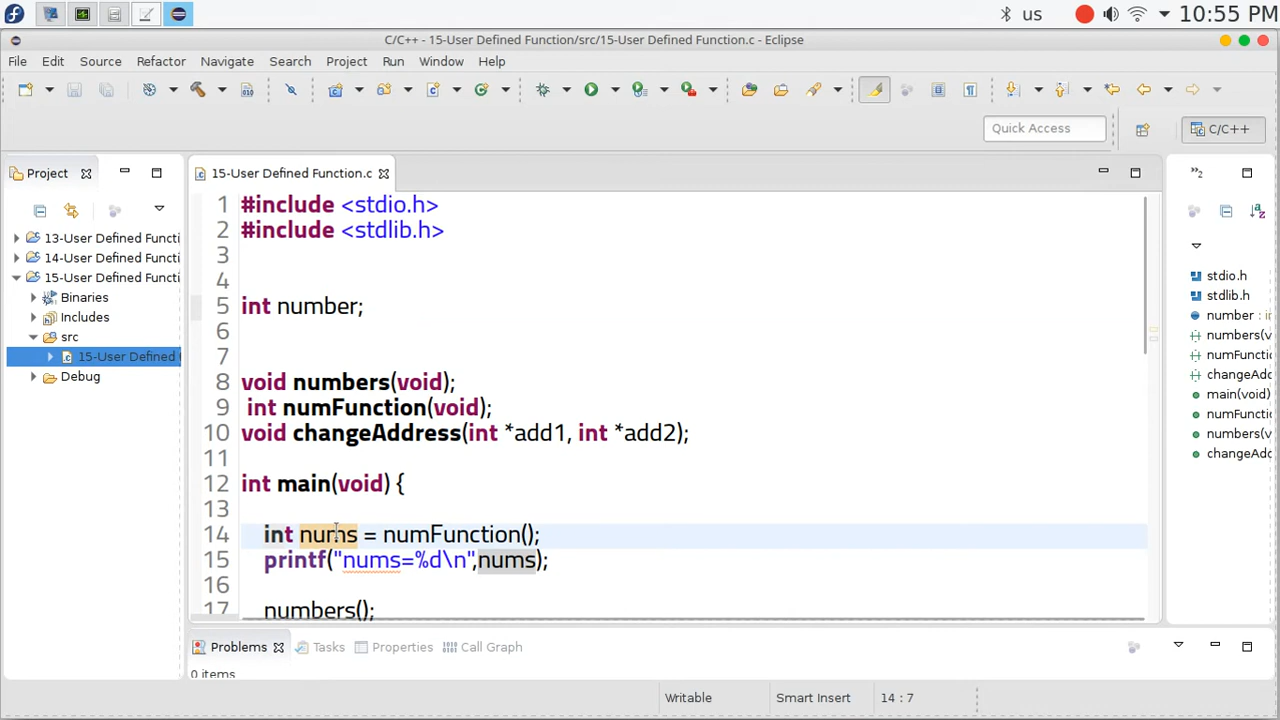 us 10:55 PM
C/C++ - 15-User Defined Function/src/15-User Defined Function.c - Eclipse
File Edit Source Refactor Navigate Search Project Run Window Help
Quick Access
C/C++
Project
15-User Defined Function.c
»2
13-User Defined Functi
14-User Defined Functi
15-User Defined Functi
Binaries
Includes
src
15-User Defined F
Debug
1 #include <stdio.h>
2 #include <stdlib.h>
3
4
5 int number;
6
7
8 void numbers(void);
9 int numFunction(void);
10 void changeAddress(int *add1, int *add2);
11
12 int main(void) {
13
14 int nums = numFunction();
15 printf("nums=%d\n",nums);
16
17 numbers();
stdio.h
stdlib.h
number : in
numbers(v
numFuncti
changeAdd
main(void)
numFuncti
numbers(v
changeAdd
Problems Tasks Properties Call Graph
0 items
Writable Smart Insert 14 : 7